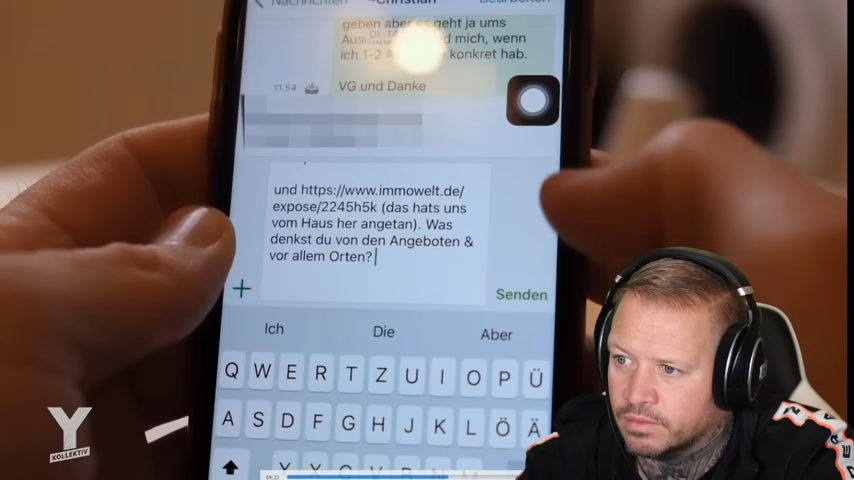 Nachrichten
~Christian
Bearbeiten
geben aber es geht ja ums
mich, wenn
ich 1-2 konkret hab.
11:54
VG und Danke
und https://www.immowelt.de/
expose/2245h5k (das hats uns
vom Haus her angetan). Was
denkst du von den Angeboten &
vor allem Orten?
+
Senden
Ich
Die
Aber
Q W E R T Z U I O P Ü
A S D F G H J K L Ö Ä
Y X C V B N M
Y
KOLLEKTIV